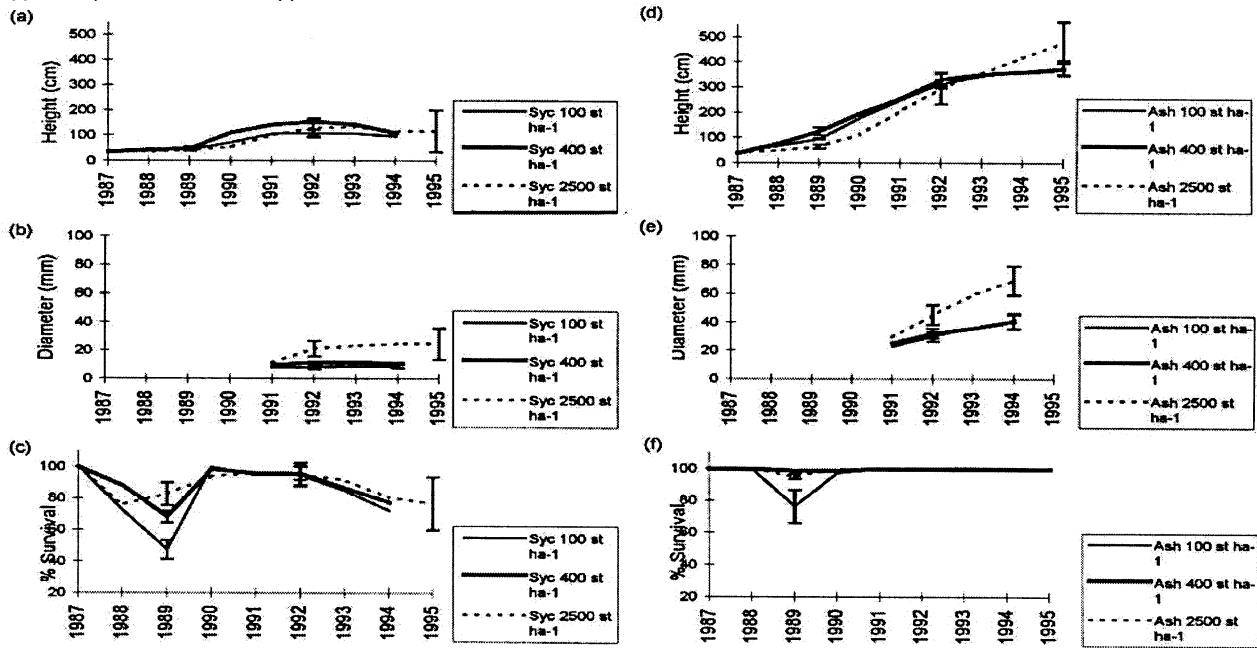 (a)
Height (cm)
500
400
300
200
100
0
1987
1988
1989
1990
1991
1992
1993
1994
1995
Syc 100 st
ha-1
Syc 400 st
ha-1
Syc 2500 st
ha-1
(b)
Diameter (mm)
100
80
60
40
20
0
1987
1988
1989
1990
1991
1992
1993
1994
1995
Syc 100 st
ha-1
Syc 400 st
ha-1
Syc 2500 st
ha-1
(c)
% Survival
100
80
60
40
20
1987
1988
1989
1990
1991
1992
1993
1994
1995
Syc 100 st
ha-1
Syc 400 st
ha-1
Syc 2500 st
ha-1
(d)
Height (cm)
500
400
300
200
100
0
1987
1988
1989
1990
1991
1992
1993
1994
1995
Ash 100 st ha-
1
Ash 400 st ha-
1
Ash 2500 st
ha-1
(e)
Diameter (mm)
100
80
60
40
20
0
1987
1988
1989
1990
1991
1992
1993
1994
1995
Ash 100 st ha-
1
Ash 400 st ha-
1
Ash 2500 st
ha-1
(f)
% Survival
100
80
60
40
20
1987
1988
1989
1990
1991
1992
1993
1994
1995
Ash 100 st ha-
1
Ash 400 st ha-
1
Ash 2500 st
ha-1